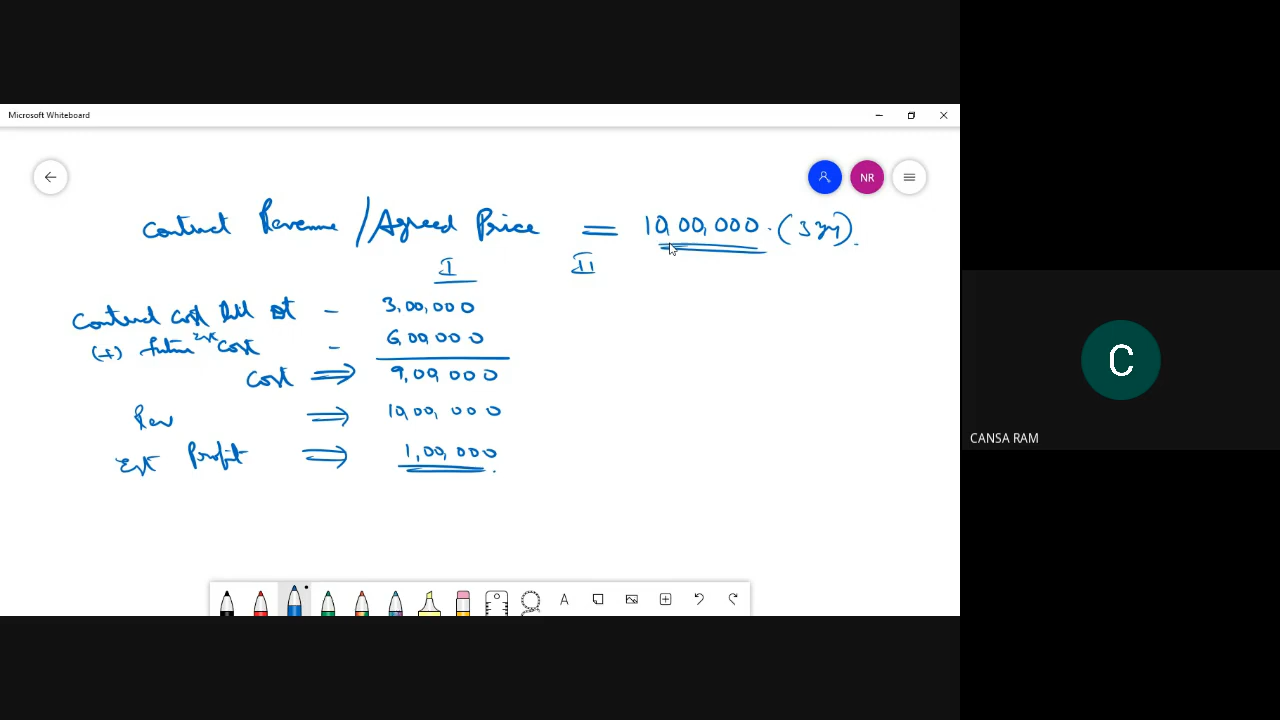 Microsoft Whiteboard
NR
Contract Revenue / Agreed Price = 10,00,000. (3 yrs).
I II
Contract cost till dt - 3,00,000
(+) future Est cost - 6,00,000
Cost ⇒ 9,00,000
Rev ⇒ 10,00,000
Est Profit ⇒ 1,00,000.
C
CANSA RAM
A